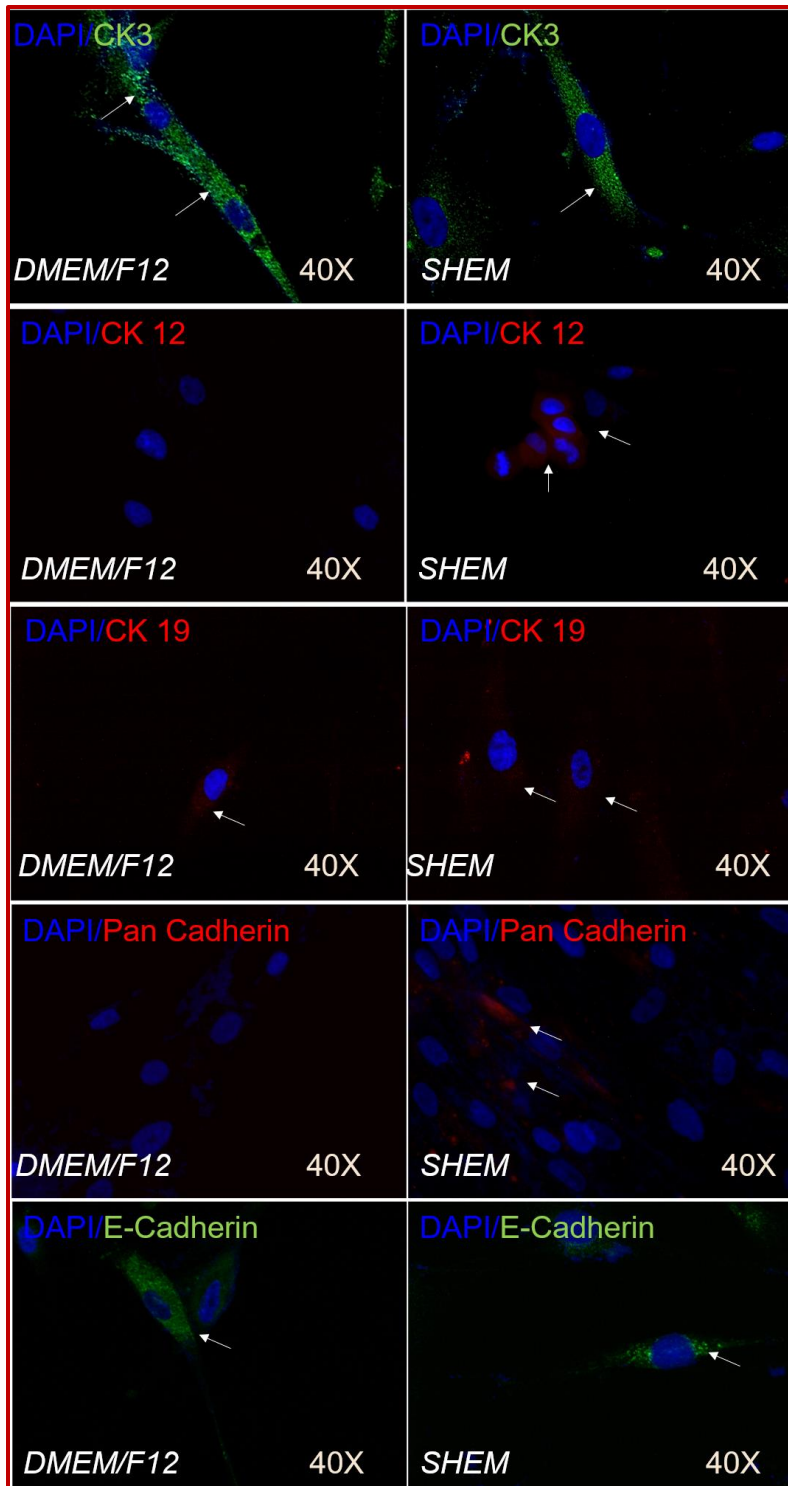 DAPI/CK3
DMEM/F12 40X
DAPI/CK3
SHEM 40X
DAPI/CK 12
DMEM/F12 40X
DAPI/CK 12
SHEM 40X
DAPI/CK 19
DMEM/F12 40X
DAPI/CK 19
SHEM 40X
DAPI/Pan Cadherin
DMEM/F12 40X
DAPI/Pan Cadherin
SHEM 40X
DAPI/E-Cadherin
DMEM/F12 40X
DAPI/E-Cadherin
SHEM 40X